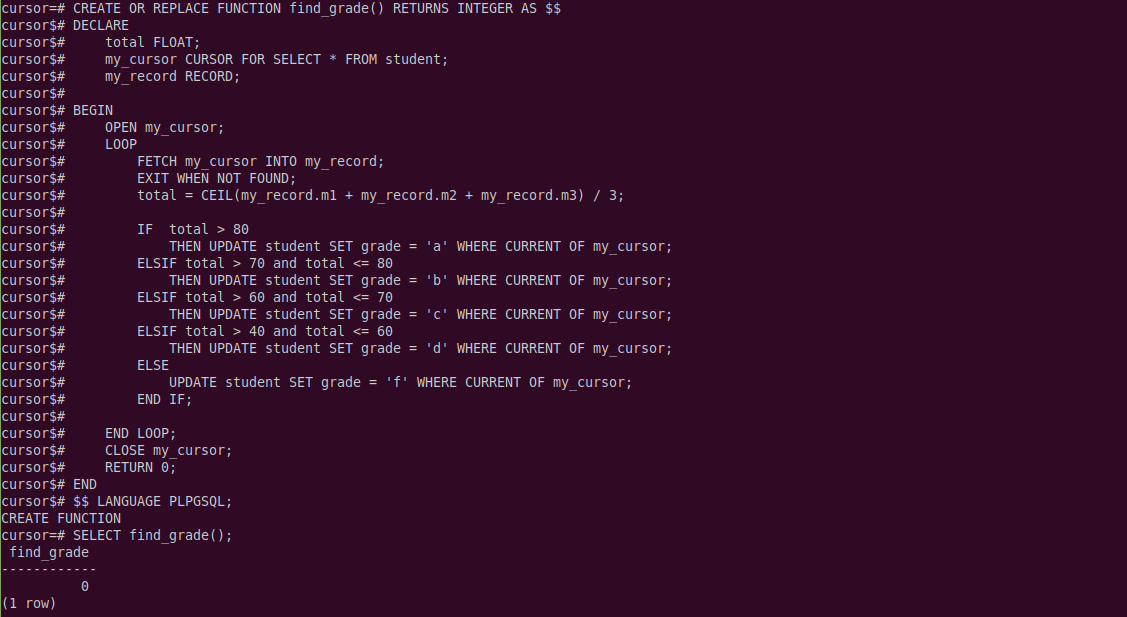 cursor=# CREATE OR REPLACE FUNCTION find_grade() RETURNS INTEGER AS $$
cursor$# DECLARE
cursor$#     total FLOAT;
cursor$#     my_cursor CURSOR FOR SELECT * FROM student;
cursor$#     my_record RECORD;
cursor$#
cursor$# BEGIN
cursor$#     OPEN my_cursor;
cursor$#     LOOP
cursor$#         FETCH my_cursor INTO my_record;
cursor$#         EXIT WHEN NOT FOUND;
cursor$#         total = CEIL(my_record.m1 + my_record.m2 + my_record.m3) / 3;
cursor$#
cursor$#         IF  total > 80
cursor$#             THEN UPDATE student SET grade = 'a' WHERE CURRENT OF my_cursor;
cursor$#         ELSIF total > 70 and total <= 80
cursor$#             THEN UPDATE student SET grade = 'b' WHERE CURRENT OF my_cursor;
cursor$#         ELSIF total > 60 and total <= 70
cursor$#             THEN UPDATE student SET grade = 'c' WHERE CURRENT OF my_cursor;
cursor$#         ELSIF total > 40 and total <= 60
cursor$#             THEN UPDATE student SET grade = 'd' WHERE CURRENT OF my_cursor;
cursor$#         ELSE
cursor$#             UPDATE student SET grade = 'f' WHERE CURRENT OF my_cursor;
cursor$#         END IF;
cursor$#
cursor$#     END LOOP;
cursor$#     CLOSE my_cursor;
cursor$#     RETURN 0;
cursor$# END
cursor$# $$ LANGUAGE PLPGSQL;
CREATE FUNCTION
cursor=# SELECT find_grade();
 find_grade
------------
          0
(1 row)